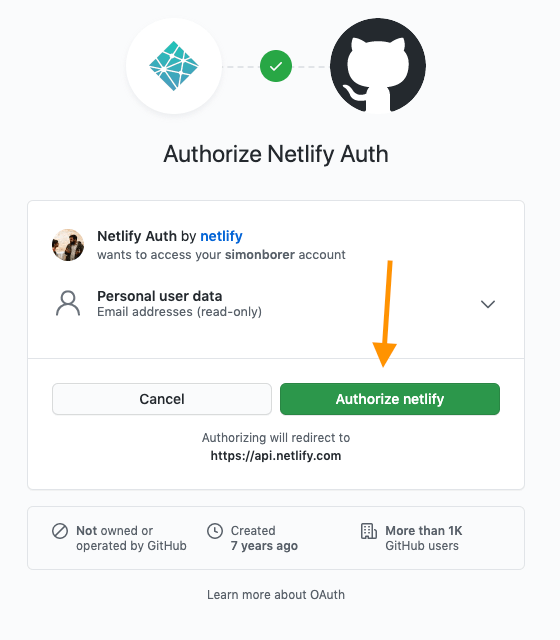 Authorize Netlify Auth
Netlify Auth by netlify
wants to access your simonborer account
Personal user data
Email addresses (read-only)
Cancel
Authorize netlify
Authorizing will redirect to
https://api.netlify.com
Not owned or
operated by GitHub
Created
7 years ago
More than 1K
GitHub users
Learn more about OAuth